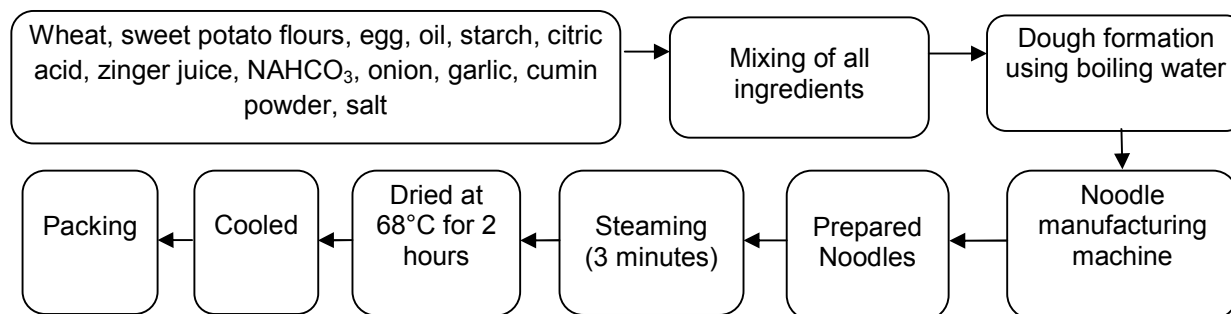 Wheat, sweet potato flours, egg, oil, starch, citric
acid, zinger juice, NAHCO₃, onion, garlic, cumin
powder, salt
Mixing of all
ingredients
Dough formation
using boiling water
Noodle
manufacturing
machine
Prepared
Noodles
Steaming
(3 minutes)
Dried at
68°C for 2
hours
Cooled
Packing